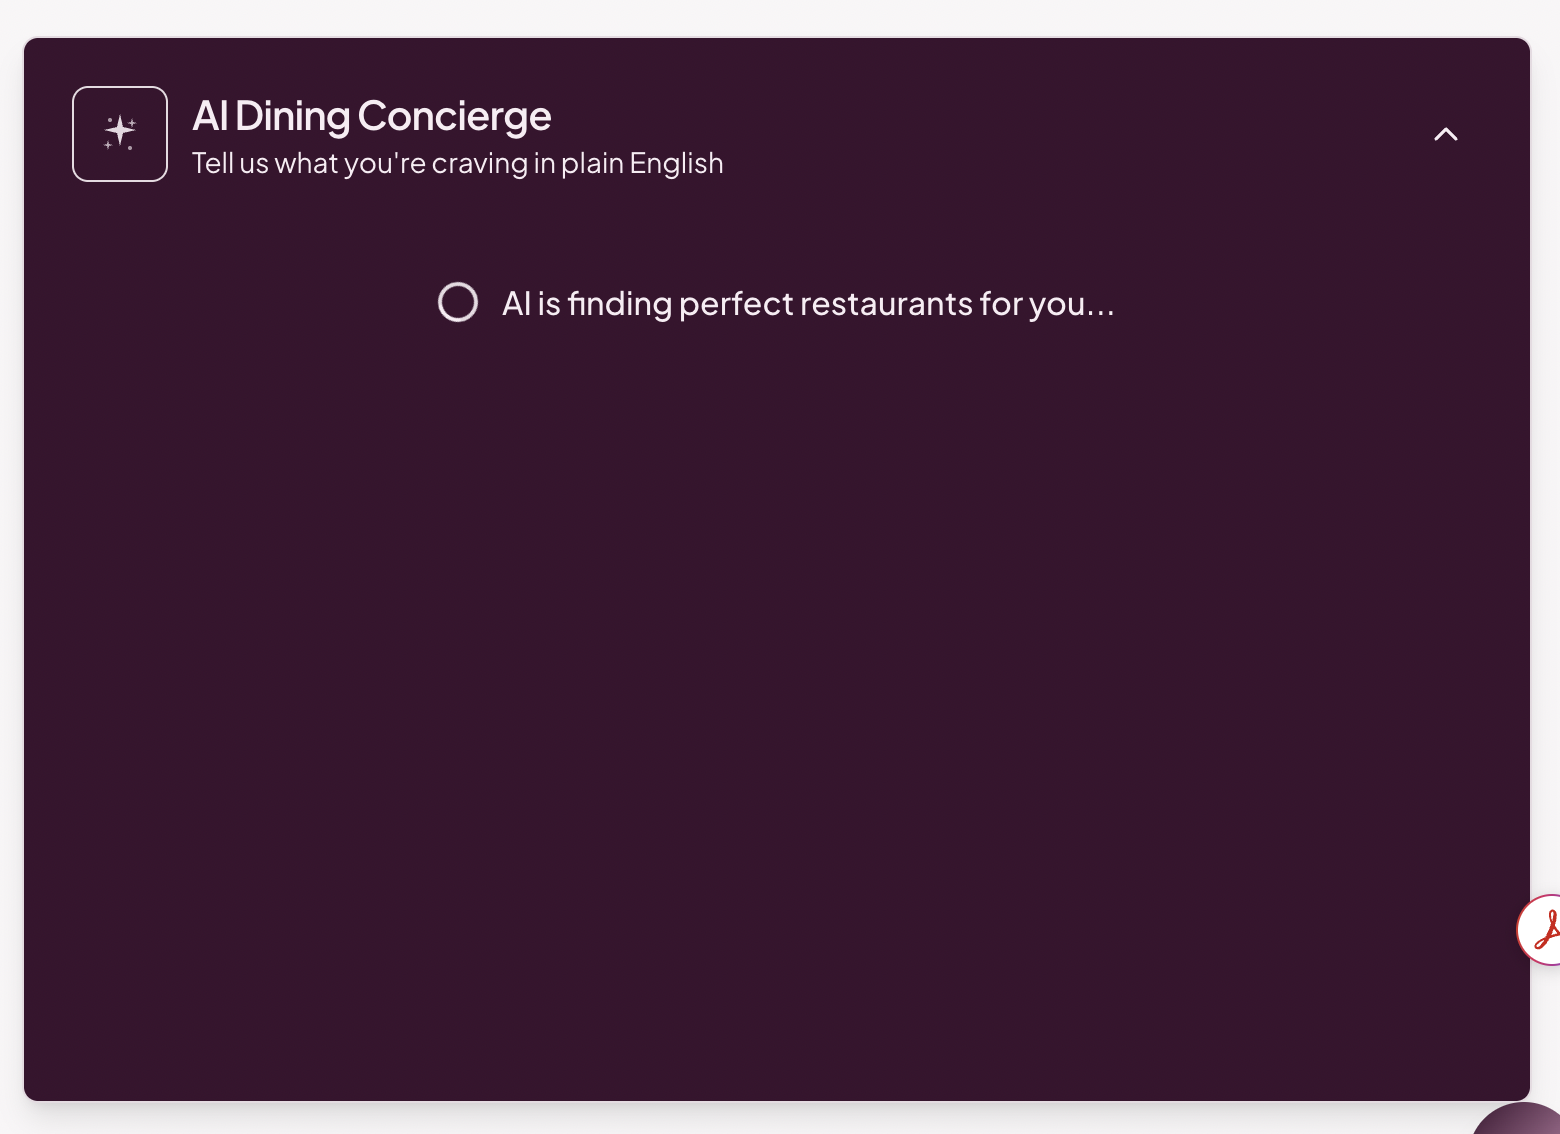 AI Dining Concierge
Tell us what you're craving in plain English
AI is finding perfect restaurants for you...